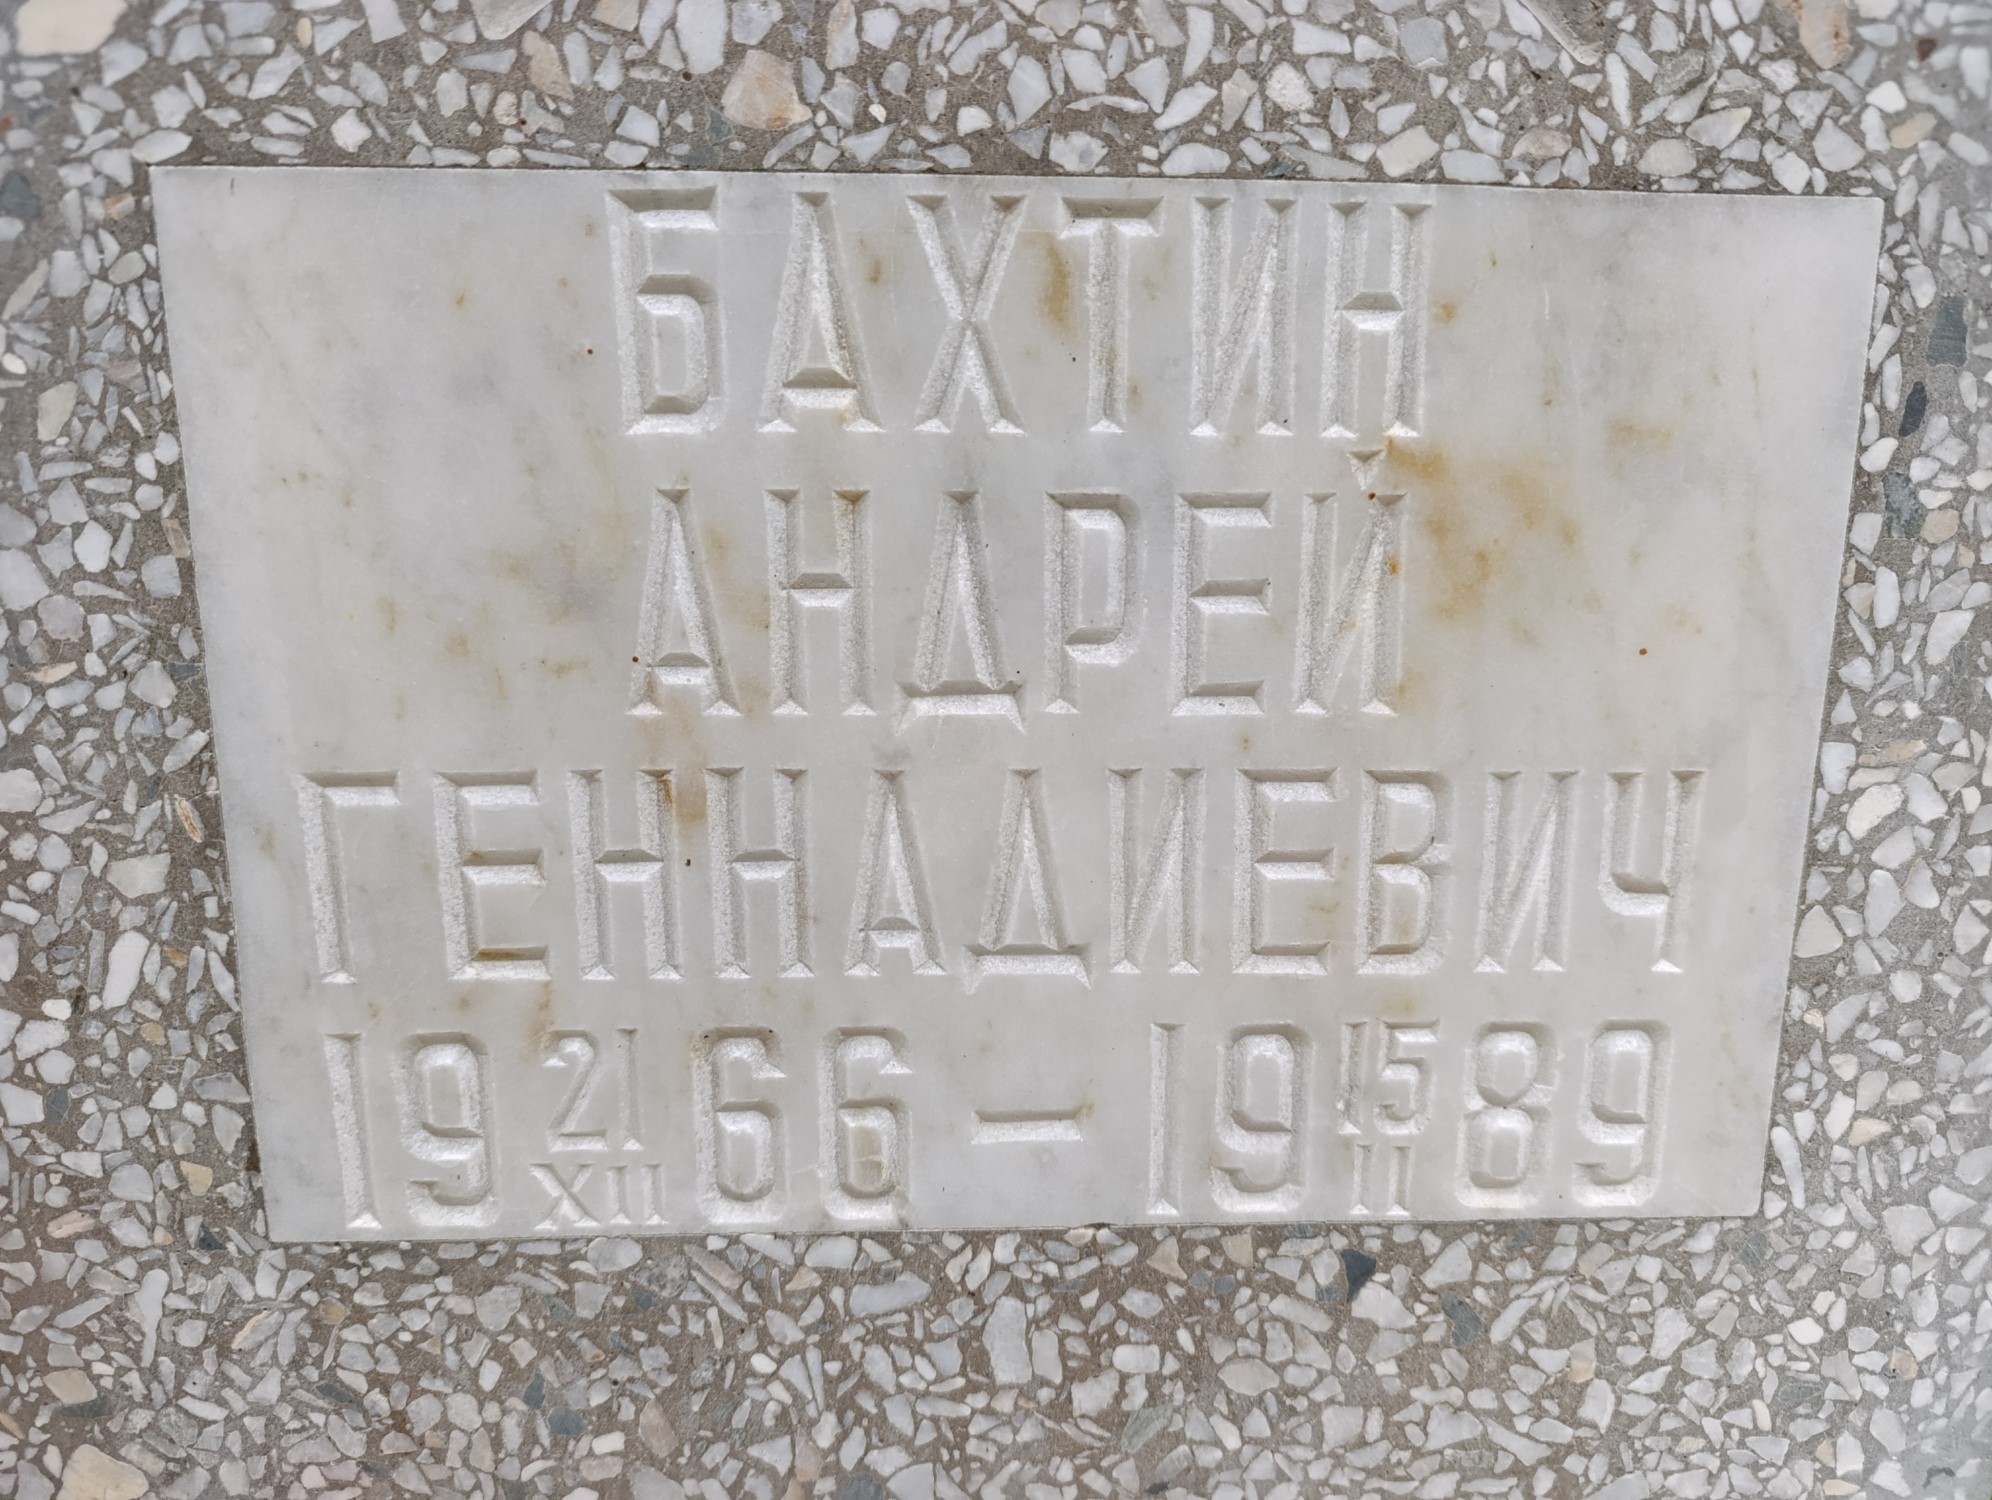 БАХТИН
АНДРЕЙ
ГЕННАДИЕВИЧ
19 21/XII 66 – 19 15/II 89